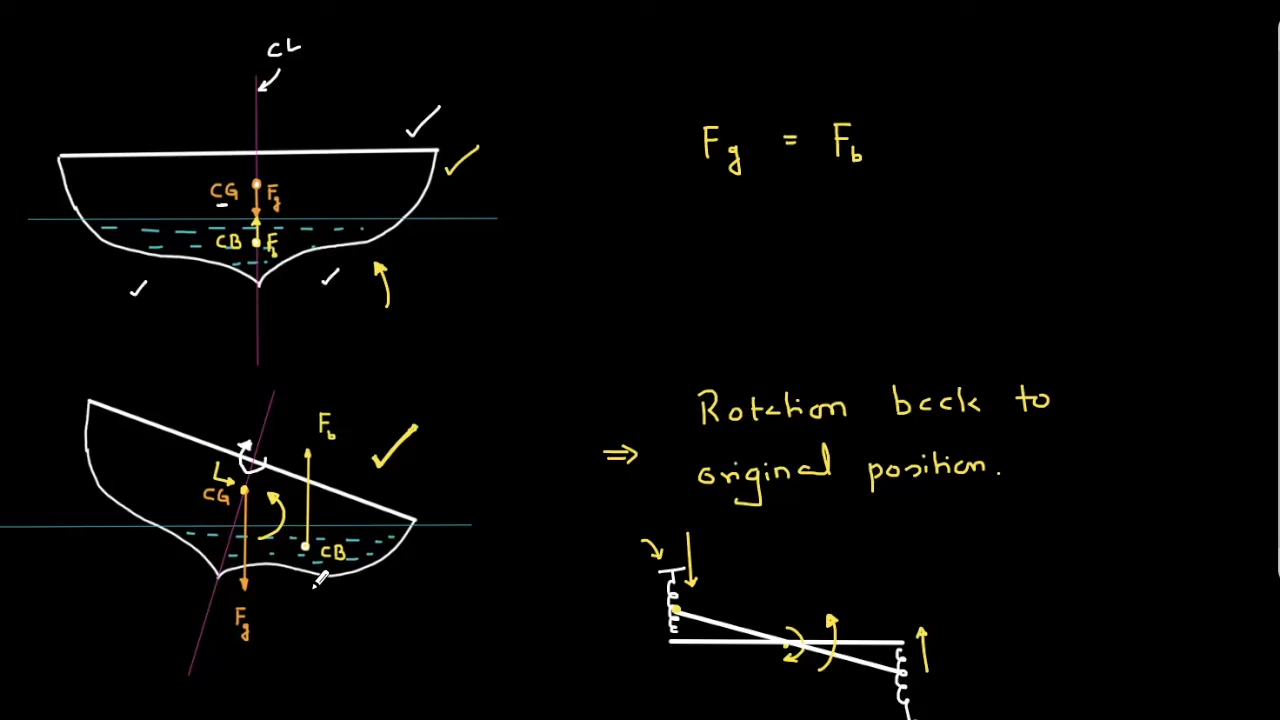 CL
CG Fg
CB Fb
Fg = Fb
Fb
CG
CB
Fg
⇒ Rotation back to
original position.